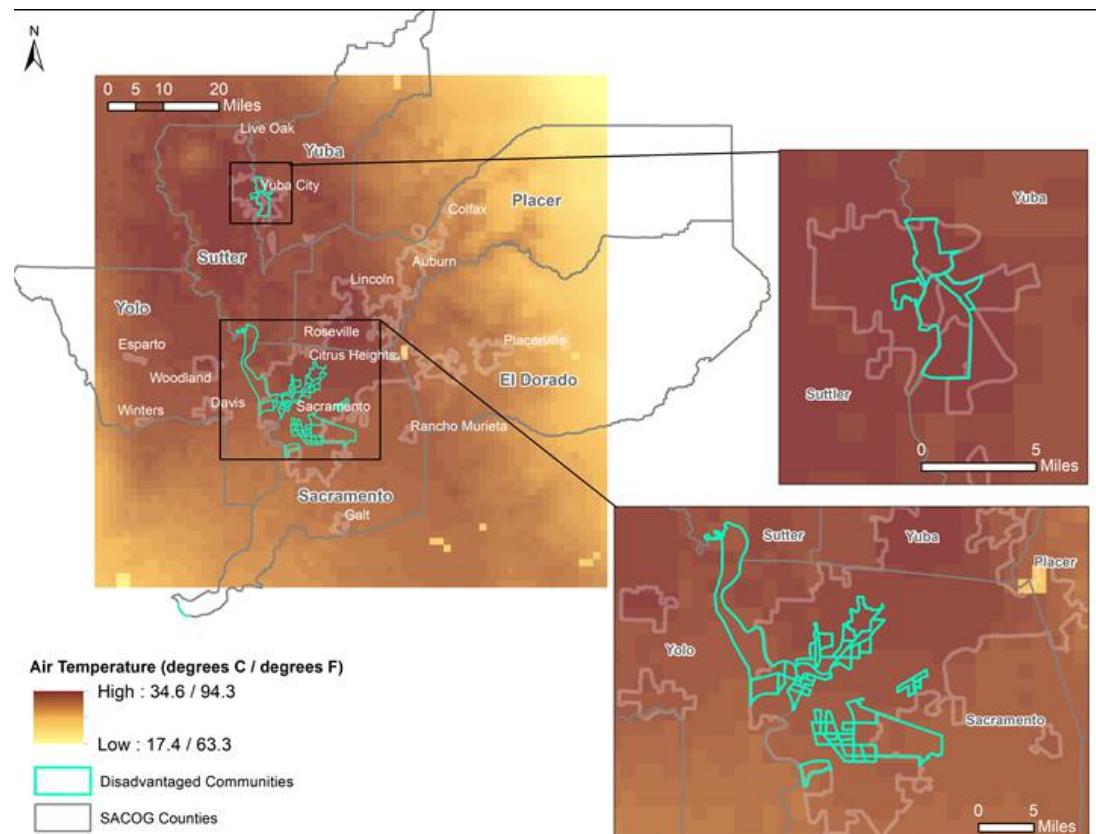 N
0 5 10 20
Miles
Live Oak
Yuba
Yuba City
Colfax
Placer
Sutter
Auburn
Lincoln
Yolo
Roseville
Esparto
Citrus Heights
Placerville
Woodland
El Dorado
Winters
Davis
Sacramento
Rancho Murieta
Sacramento
Galt
Yuba
Suttler
0 5
Miles
Sutter
Yuba
Placer
Yolo
Sacramento
0 5
Miles
Air Temperature (degrees C / degrees F)
High : 34.6 / 94.3
Low : 17.4 / 63.3
Disadvantaged Communities
SACOG Counties